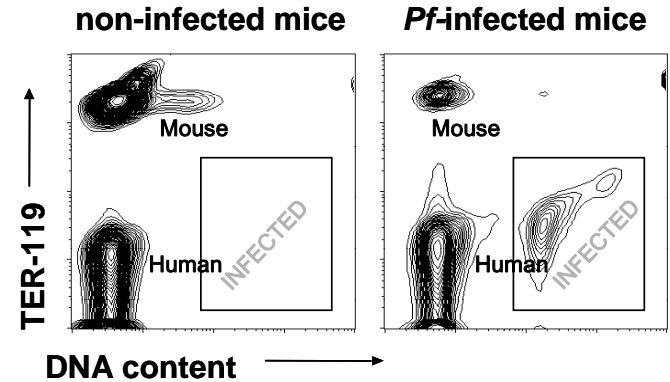 non-infected mice
Pf-infected mice
TER-119
Mouse
Human
INFECTED
Mouse
Human
INFECTED
DNA content